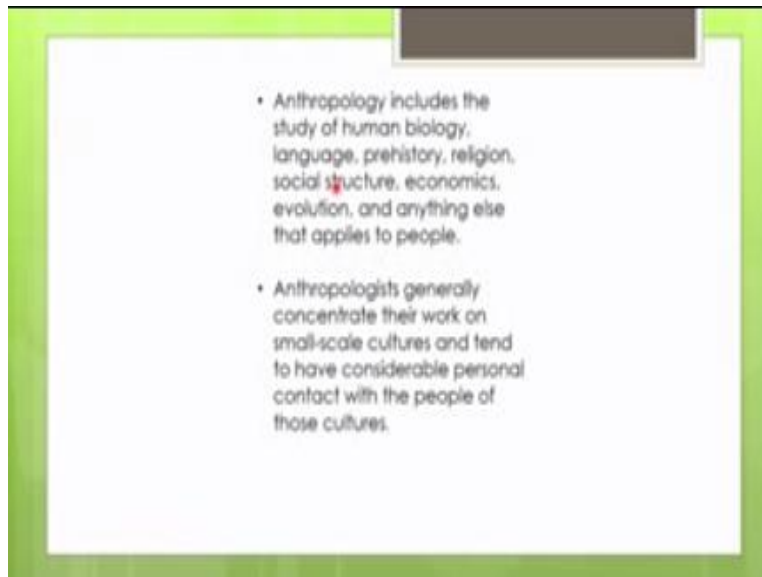 • Anthropology includes the
study of human biology,
language, prehistory, religion,
social structure, economics,
evolution, and anything else
that applies to people.
• Anthropologists generally
concentrate their work on
small-scale cultures and tend
to have considerable personal
contact with the people of
those cultures.